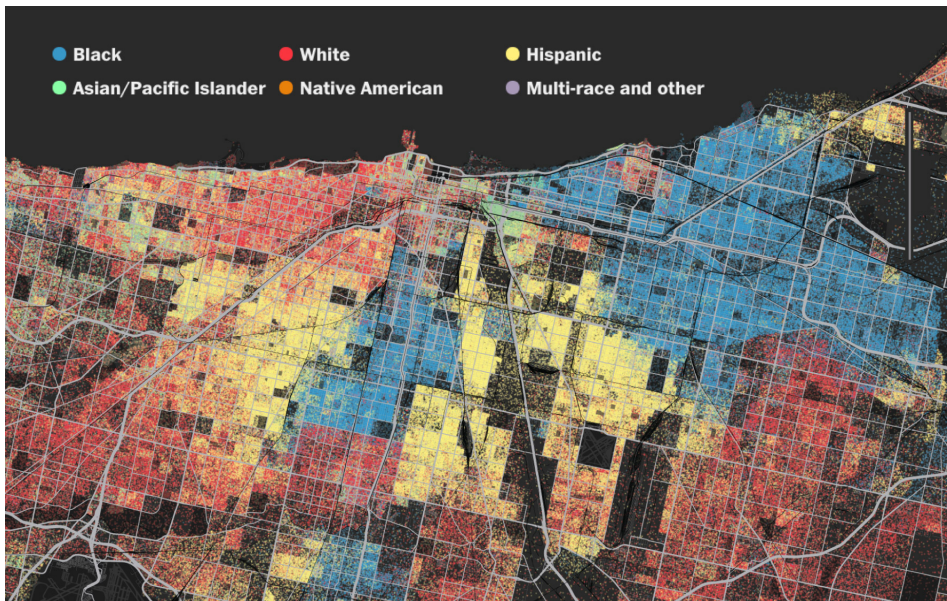 Black White Hispanic
Asian/Pacific Islander Native American Multi-race and other